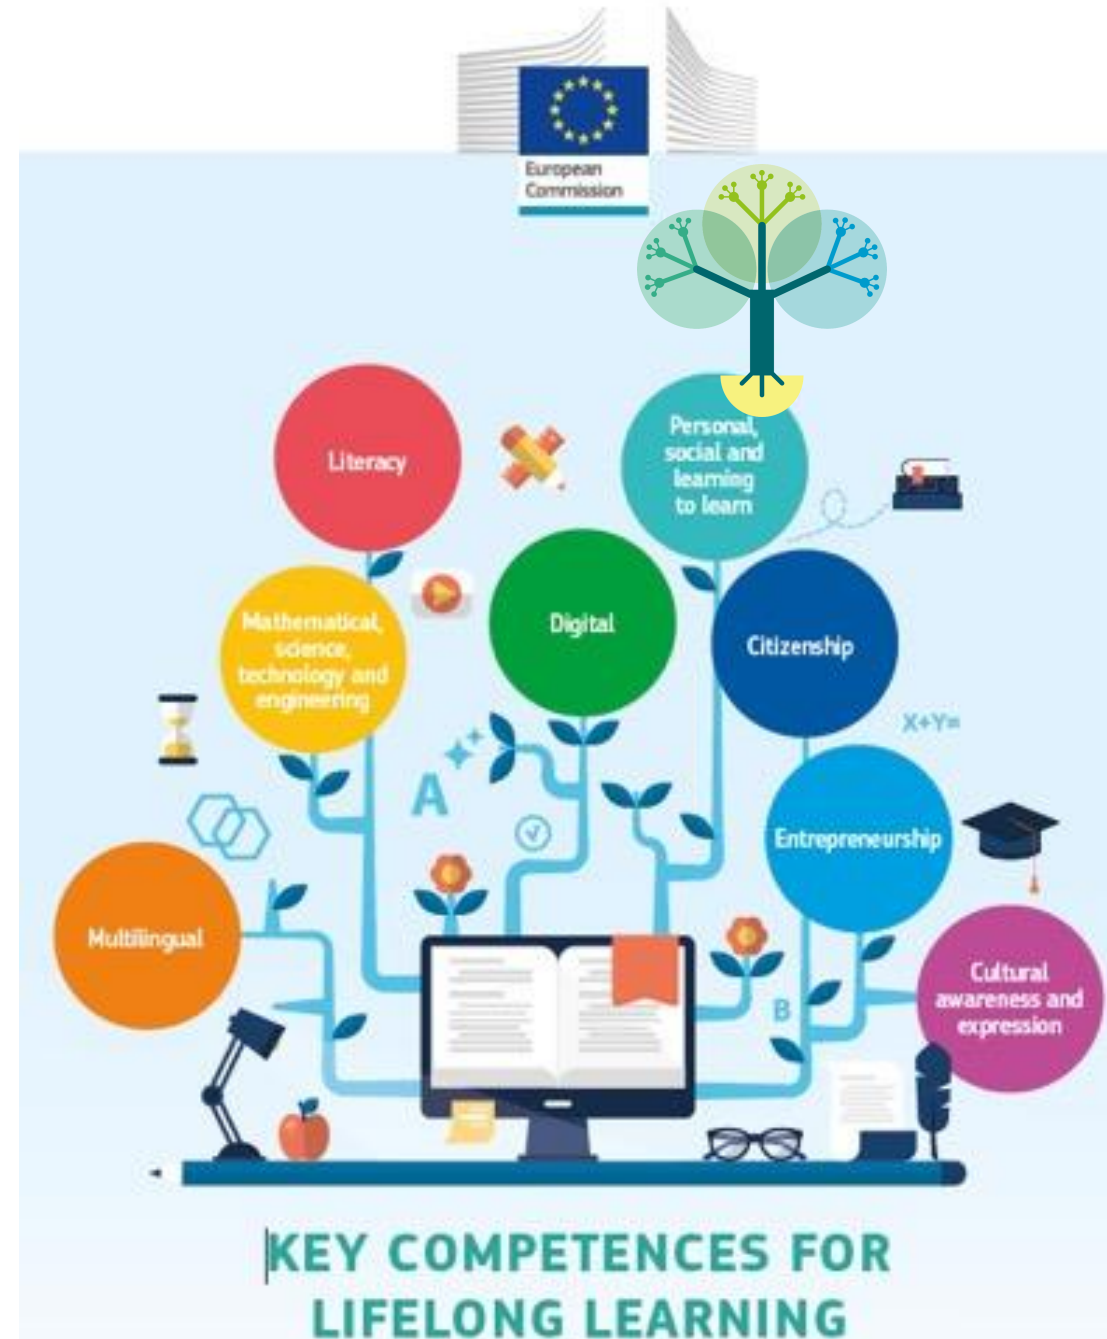 European
Commission
Literacy
Personal,
social and
learning
to learn
Mathematical,
science,
technology and
engineering
Digital
Citizenship
X+Y=
A
Entrepreneurship
Multilingual
Cultural
awareness and
expression
B
KEY COMPETENCES FOR
LIFELONG LEARNING